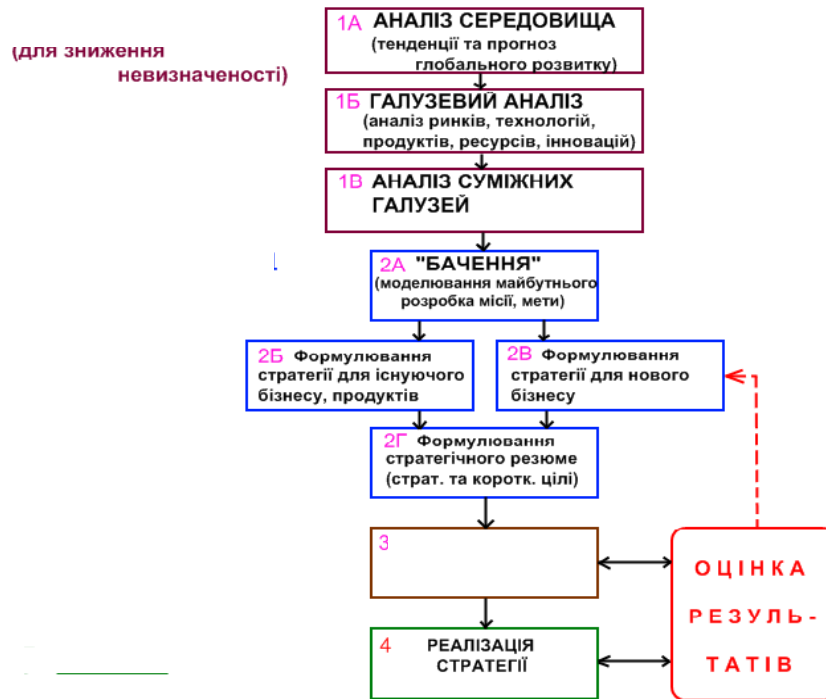 1А АНАЛІЗ СЕРЕДОВИЩА
(тенденції та прогноз
глобального розвитку)
(для зниження
невизначеності)
1Б ГАЛУЗЕВИЙ АНАЛІЗ
(аналіз ринків, технологій,
продуктів, ресурсів, інновацій)
1В АНАЛІЗ СУМІЖНИХ
ГАЛУЗЕЙ
2А "БАЧЕННЯ"
(моделювання майбутнього
розробка місії, мети)
2Б Формулювання
стратегії для існуючого
бізнесу, продуктів
2В Формулювання
стратегії для нового
бізнесу
2Г Формулювання
стратегічного резюме
(страт. та коротк. цілі)
3
ОЦІНКА
РЕЗУЛЬ-
ТАТІВ
4 РЕАЛІЗАЦІЯ
СТРАТЕГІЇ